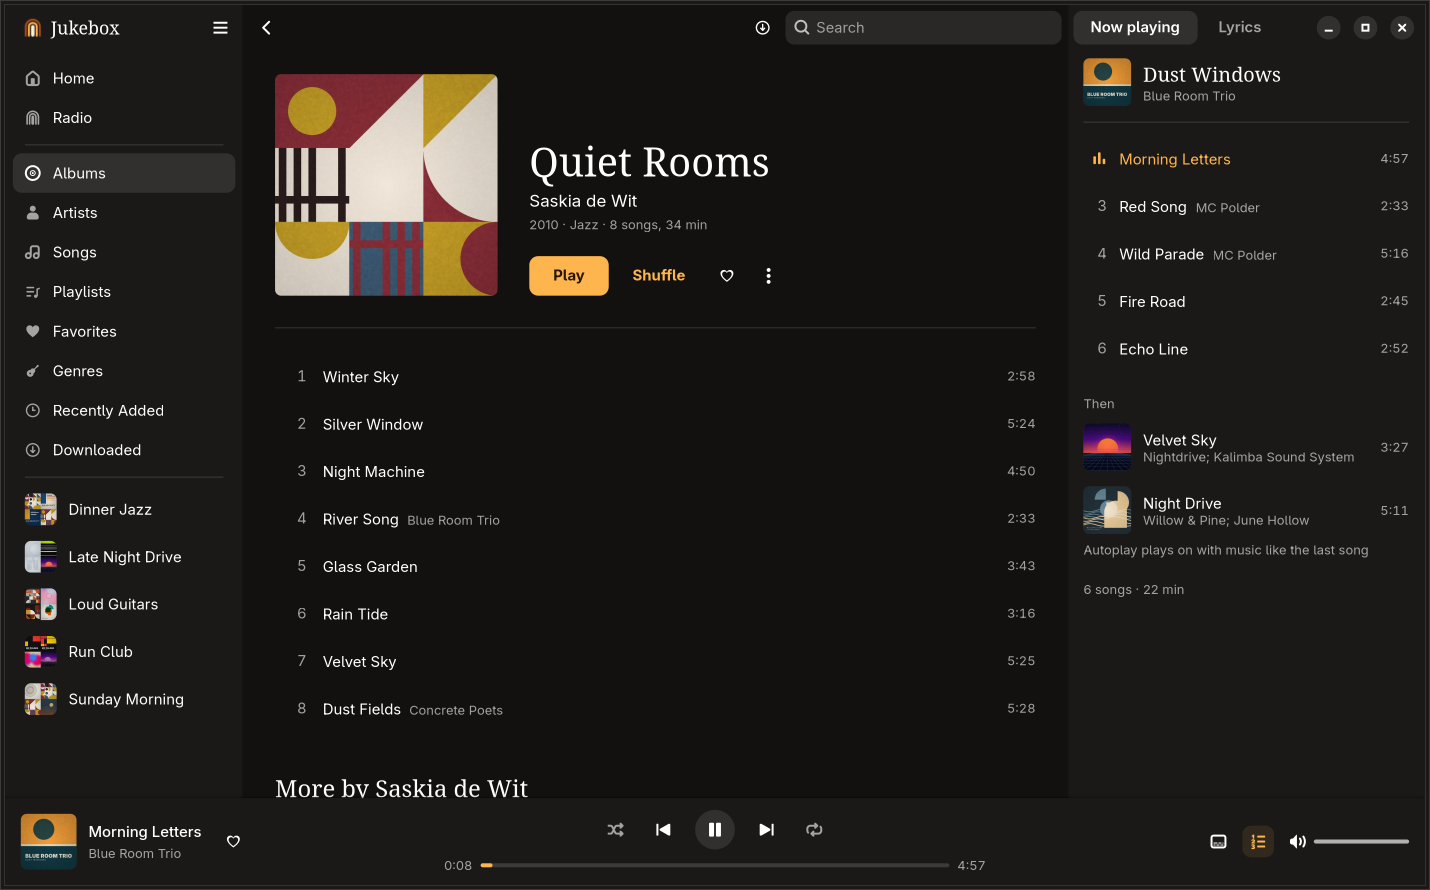 Jukebox
Home
Radio
Albums
Artists
Songs
Playlists
Favorites
Genres
Recently Added
Downloaded
Dinner Jazz
Late Night Drive
Loud Guitars
Run Club
Sunday Morning
Search
Quiet Rooms
Saskia de Wit
2010 · Jazz · 8 songs, 34 min
Play
Shuffle
1 Winter Sky 2:58
2 Silver Window 5:24
3 Night Machine 4:50
4 River Song Blue Room Trio 2:33
5 Glass Garden 3:43
6 Rain Tide 3:16
7 Velvet Sky 5:25
8 Dust Fields Concrete Poets 5:28
More by Saskia de Wit
Now playing
Lyrics
BLUE ROOM TRIO
Dust Windows
Blue Room Trio
Morning Letters 4:57
3 Red Song MC Polder 2:33
4 Wild Parade MC Polder 5:16
5 Fire Road 2:45
6 Echo Line 2:52
Then
Velvet Sky
Nightdrive; Kalimba Sound System
3:27
Night Drive
Willow & Pine; June Hollow
5:11
Autoplay plays on with music like the last song
6 songs · 22 min
BLUE ROOM TRIO
Morning Letters
Blue Room Trio
0:08
4:57